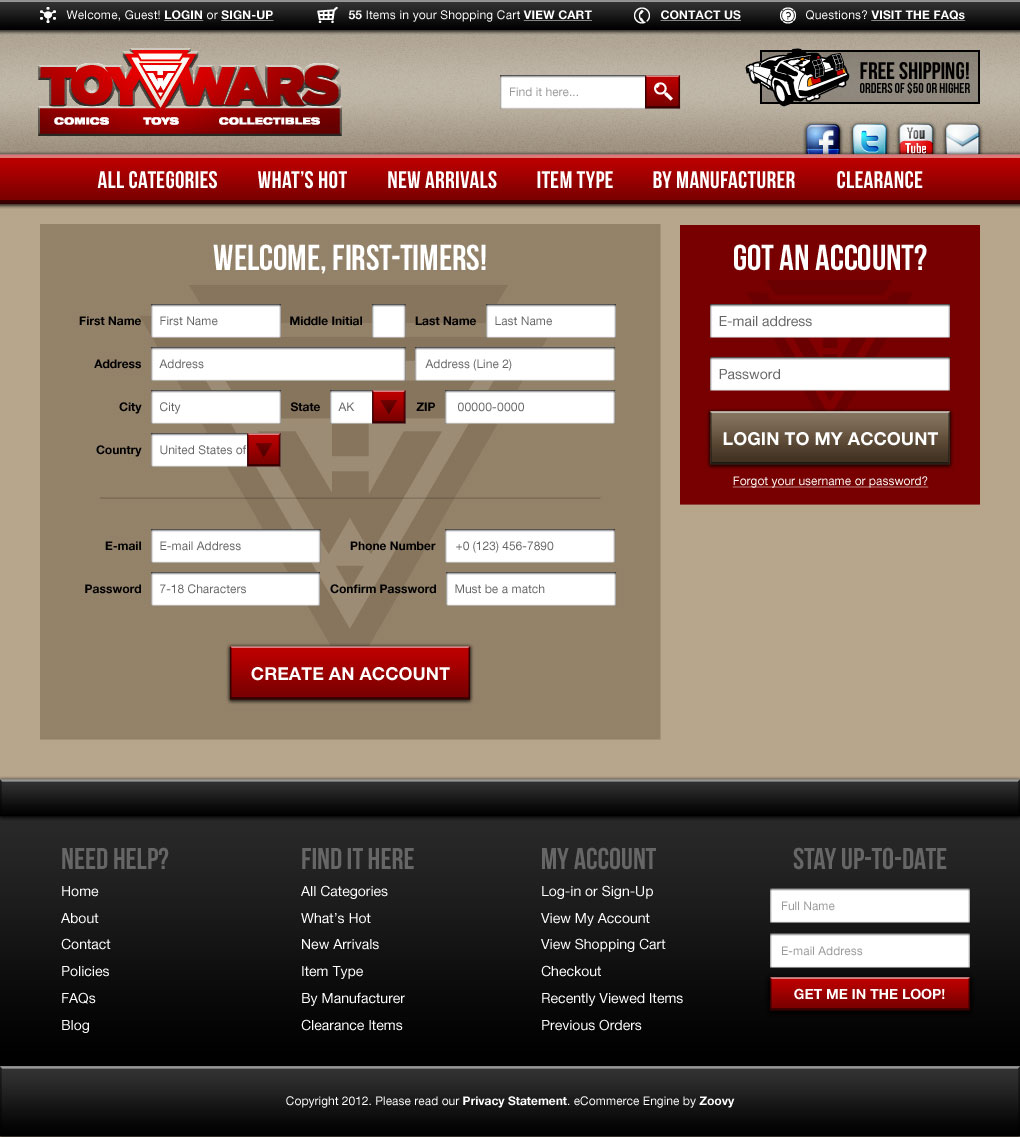 Welcome, Guest! LOGIN or SIGN-UP
55 Items in your Shopping Cart VIEW CART
CONTACT US
Questions? VISIT THE FAQs
TOY WARS
COMICS TOYS COLLECTIBLES
Find it here...
FREE SHIPPING!
ORDERS OF $50 OR HIGHER
f
t
You
Tube
ALL CATEGORIES WHAT'S HOT NEW ARRIVALS ITEM TYPE BY MANUFACTURER CLEARANCE
WELCOME, FIRST-TIMERS!
First Name First Name Middle Initial Last Name Last Name
Address Address Address (Line 2)
City City State AK ZIP 00000-0000
Country United States of
E-mail E-mail Address Phone Number +0 (123) 456-7890
Password 7-18 Characters Confirm Password Must be a match
CREATE AN ACCOUNT
GOT AN ACCOUNT?
E-mail address
Password
LOGIN TO MY ACCOUNT
Forgot your username or password?
NEED HELP?
Home
About
Contact
Policies
FAQs
Blog
FIND IT HERE
All Categories
What's Hot
New Arrivals
Item Type
By Manufacturer
Clearance Items
MY ACCOUNT
Log-in or Sign-Up
View My Account
View Shopping Cart
Checkout
Recently Viewed Items
Previous Orders
STAY UP-TO-DATE
Full Name
E-mail Address
GET ME IN THE LOOP!
Copyright 2012. Please read our Privacy Statement. eCommerce Engine by Zoovy